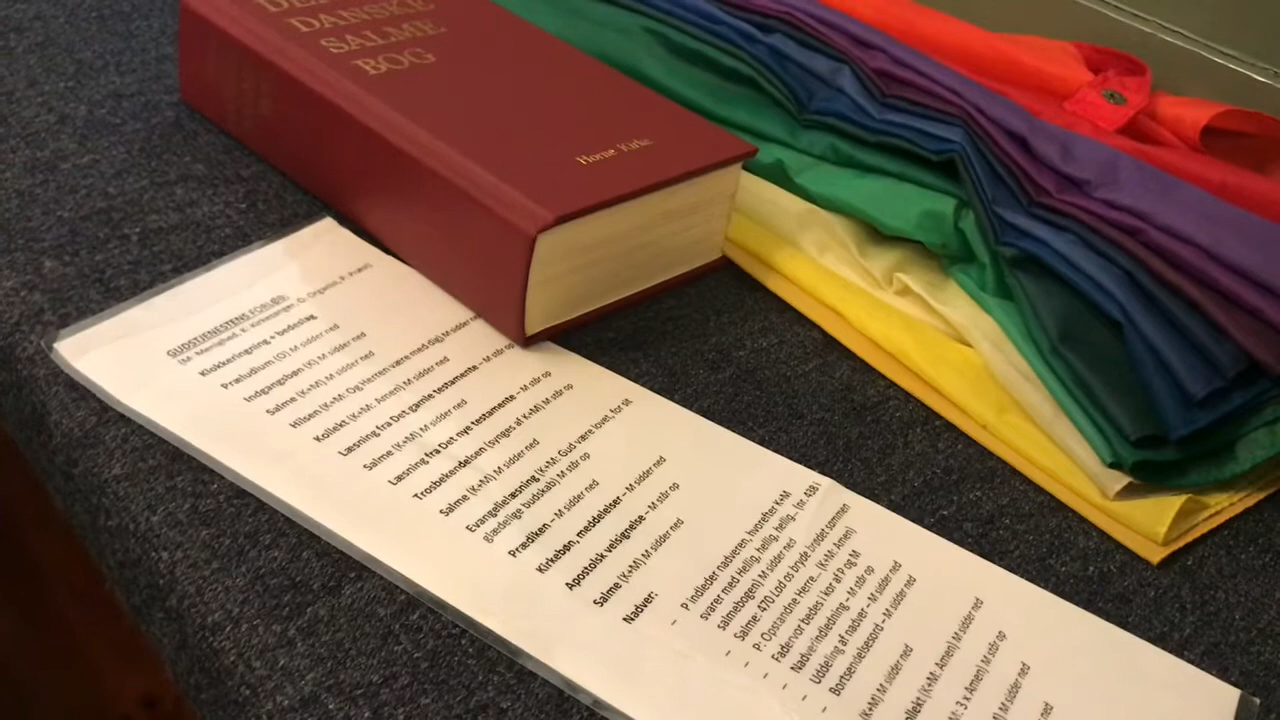 DANSKE
SALME
BOG
Horne Kirke
GUDSTJENESTENS FORLØB:
(M: Menighed, K: Kirkesanger, O: Organist, P: Præst)
Klokkeringning + bedeslag
Præludium (O) M sidder ned
Indgangsbøn (K) M sidder ned
Salme (K+M) M sidder ned
Hilsen (K+M: Og Herren være med dig) M sidder ned
Kollekt (K+M: Amen) M sidder ned
Læsning fra Det gamle testamente – M står op
Salme (K+M) M sidder ned
Læsning fra Det nye testamente – M står op
Trosbekendelsen (synges af K+M) M står op
Salme (K+M) M sidder ned
Evangelielæsning (K+M: Gud være lovet, for sit
glædelige budskab) M står op
Prædiken – M sidder ned
Kirkebøn, meddelelser – M sidder ned
Apostolsk velsignelse – M står op
Salme (K+M) M sidder ned
Nadver:
– P indleder nadveren, hvorefter K+M
svarer med Hellig, hellig, hellig... (nr. 438 i
salmebogen) M sidder ned
– Salme: 470 Lad os bryde brødet sammen
– P: Opstandne Herre... (K+M: Amen)
– Fadervor bedes i kor af P og M
– Nadverindledning – M står op
– Uddeling af nadver – M sidder ned
– Bortsendelsesord – M sidder ned
(K+M) M sidder ned
(K+M: Amen) M sidder ned
3 x Amen) M står op
ned